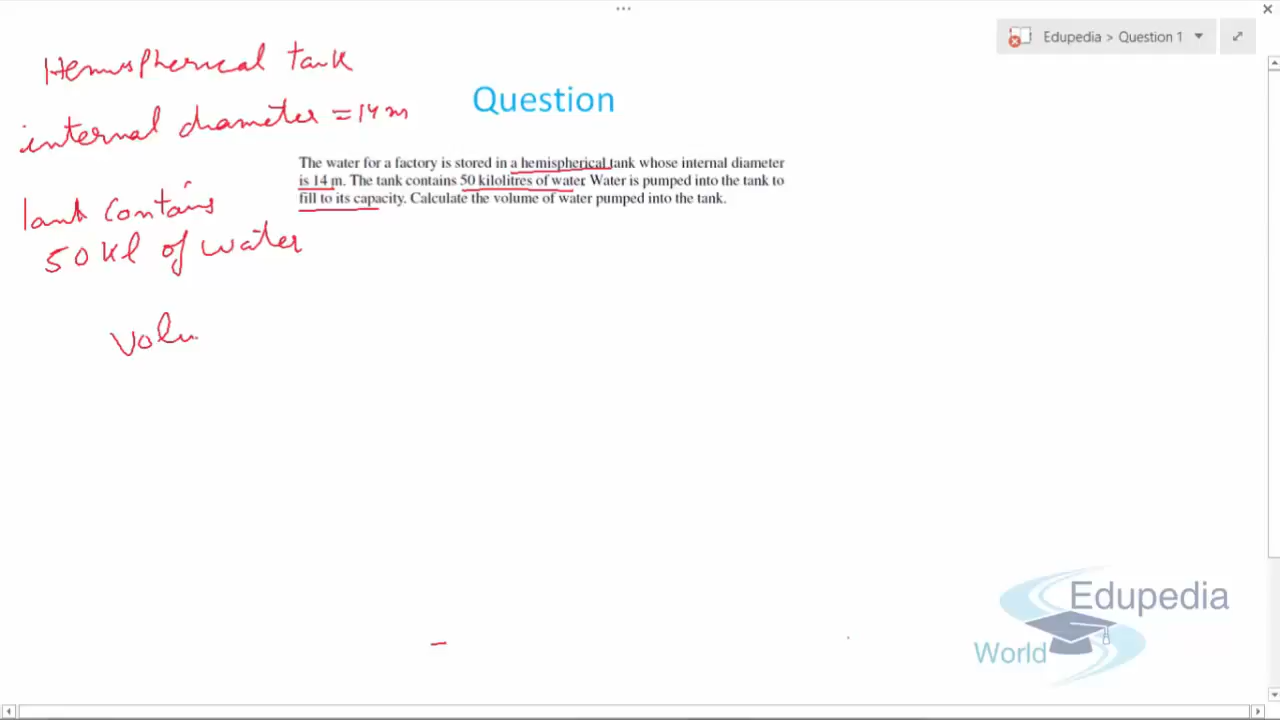 Edupedia > Question 1
Hemispherical tank
internal diameter = 14 m
Question
The water for a factory is stored in a hemispherical tank whose internal diameter
is 14 m. The tank contains 50 kilolitres of water. Water is pumped into the tank to
fill to its capacity. Calculate the volume of water pumped into the tank.
tank contains
50 kl of water
Volu
Edupedia
World